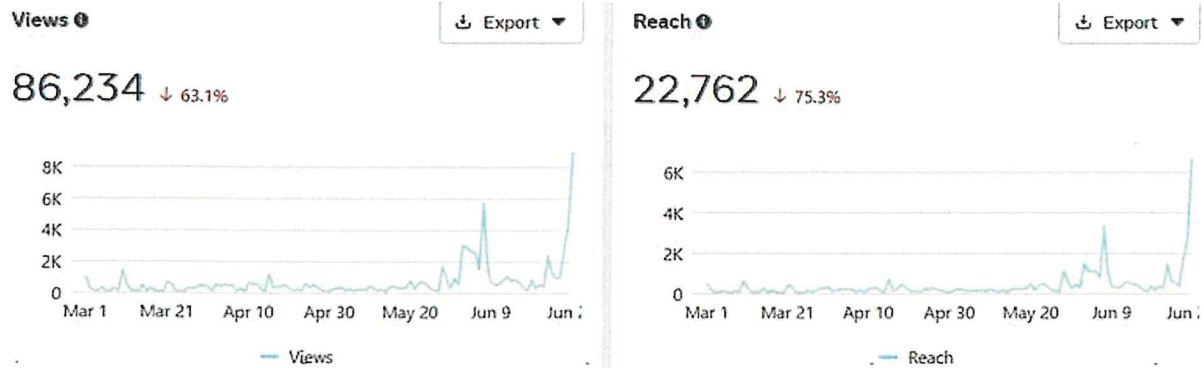 Views
Export
86,234 ↓ 63.1%
8K
6K
4K
2K
0
Mar 1 Mar 21 Apr 10 Apr 30 May 20 Jun 9 Jun
Views
Reach
Export
22,762 ↓ 75.3%
6K
4K
2K
0
Mar 1 Mar 21 Apr 10 Apr 30 May 20 Jun 9 Jun
Reach